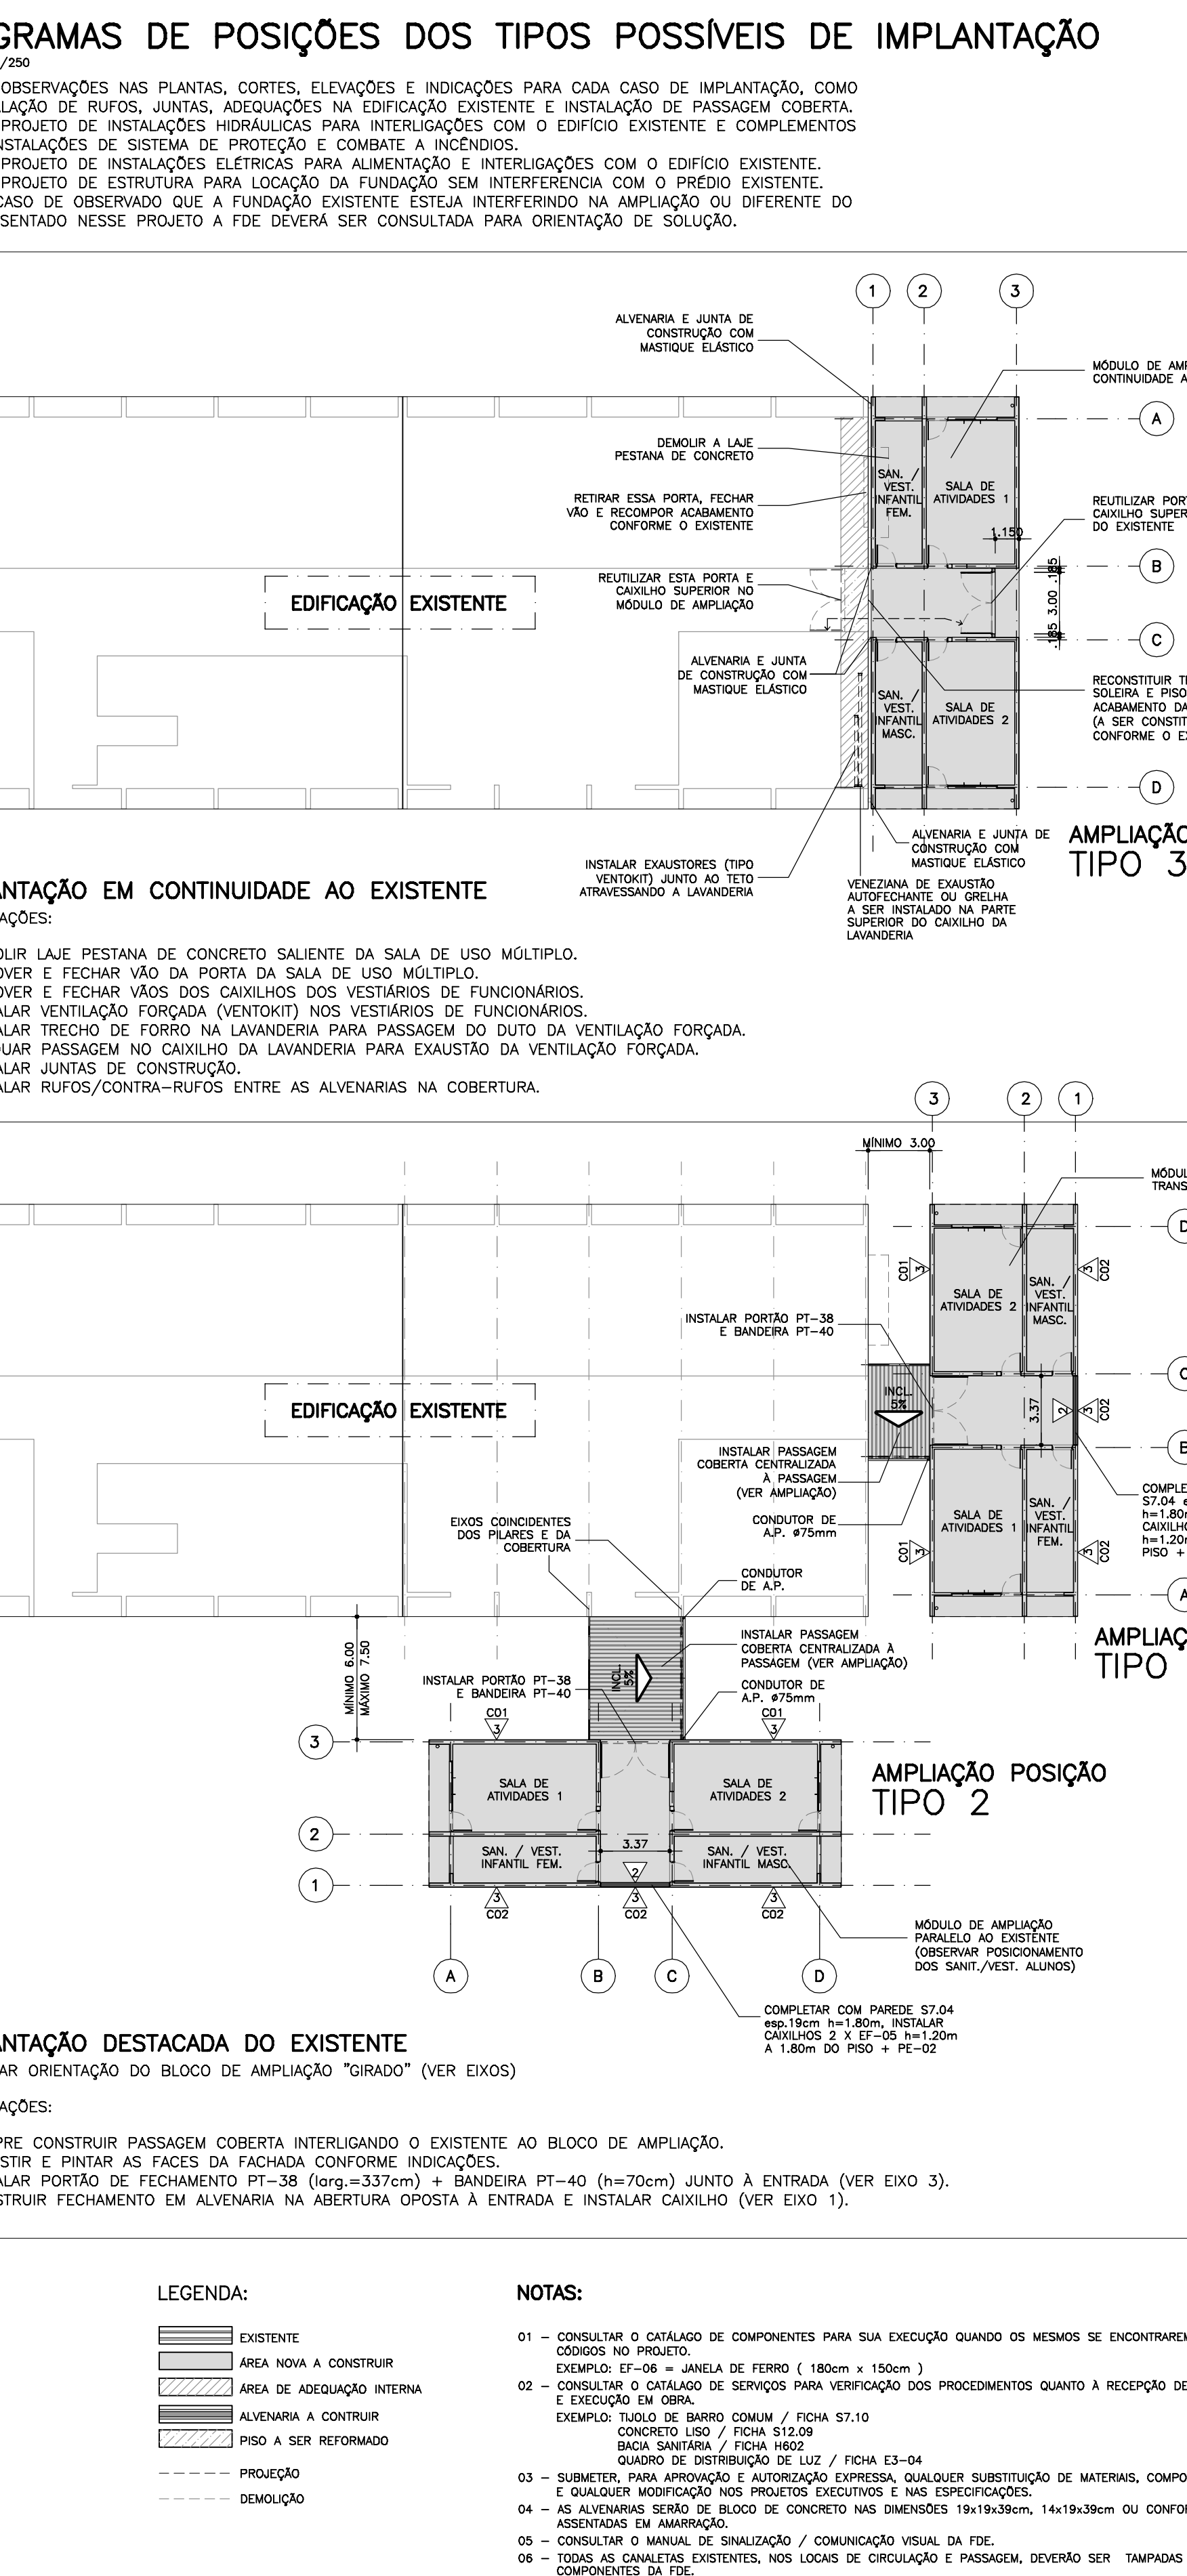 GRAMAS DE POSIÇÕES DOS TIPOS POSSÍVEIS DE IMPLANTAÇÃO
/250
OBSERVAÇÕES NAS PLANTAS, CORTES, ELEVAÇÕES E INDICAÇÕES PARA CADA CASO DE IMPLANTAÇÃO, COMO
LAÇÃO DE RUFOS, JUNTAS, ADEQUAÇÕES NA EDIFICAÇÃO EXISTENTE E INSTALAÇÃO DE PASSAGEM COBERTA.
PROJETO DE INSTALAÇÕES HIDRÁULICAS PARA INTERLIGAÇÕES COM O EDIFÍCIO EXISTENTE E COMPLEMENTOS
NSTALAÇÕES DE SISTEMA DE PROTEÇÃO E COMBATE A INCÊNDIOS.
PROJETO DE INSTALAÇÕES ELÉTRICAS PARA ALIMENTAÇÃO E INTERLIGAÇÕES COM O EDIFÍCIO EXISTENTE.
PROJETO DE ESTRUTURA PARA LOCAÇÃO DA FUNDAÇÃO SEM INTERFERENCIA COM O PRÉDIO EXISTENTE.
CASO DE OBSERVADO QUE A FUNDAÇÃO EXISTENTE ESTEJA INTERFERINDO NA AMPLIAÇÃO OU DIFERENTE DO
SENTADO NESSE PROJETO A FDE DEVERÁ SER CONSULTADA PARA ORIENTAÇÃO DE SOLUÇÃO.
1 2 3
ALVENARIA E JUNTA DE
CONSTRUÇÃO COM
MASTIQUE ELÁSTICO
MÓDULO DE AMP
CONTINUIDADE A
A
DEMOLIR A LAJE
PESTANA DE CONCRETO
SAN. /
VEST.
INFANTIL
FEM.
SALA DE
ATIVIDADES 1
RETIRAR ESSA PORTA, FECHAR
VÃO E RECOMPOR ACABAMENTO
CONFORME O EXISTENTE
REUTILIZAR PORT
CAIXILHO SUPER
DO EXISTENTE
1.150
B
REUTILIZAR ESTA PORTA E
CAIXILHO SUPERIOR NO
MÓDULO DE AMPLIAÇÃO
EDIFICAÇÃO EXISTENTE
.185 3.00 .185
C
ALVENARIA E JUNTA
DE CONSTRUÇÃO COM
MASTIQUE ELÁSTICO
SAN. /
VEST.
INFANTIL
MASC.
SALA DE
ATIVIDADES 2
RECONSTITUIR T
SOLEIRA E PISO
ACABAMENTO DA
(A SER CONSTIT
CONFORME O EX
D
ALVENARIA E JUNTA DE
CONSTRUÇÃO COM
MASTIQUE ELÁSTICO
AMPLIAÇÃO
TIPO 3
INSTALAR EXAUSTORES (TIPO
VENTOKIT) JUNTO AO TETO
ATRAVESSANDO A LAVANDERIA
VENEZIANA DE EXAUSTÃO
AUTOFECHANTE OU GRELHA
A SER INSTALADO NA PARTE
SUPERIOR DO CAIXILHO DA
LAVANDERIA
ANTAÇÃO EM CONTINUIDADE AO EXISTENTE
AÇÕES:
OLIR LAJE PESTANA DE CONCRETO SALIENTE DA SALA DE USO MÚLTIPLO.
OVER E FECHAR VÃO DA PORTA DA SALA DE USO MÚLTIPLO.
OVER E FECHAR VÃOS DOS CAIXILHOS DOS VESTIÁRIOS DE FUNCIONÁRIOS.
ALAR VENTILAÇÃO FORÇADA (VENTOKIT) NOS VESTIÁRIOS DE FUNCIONÁRIOS.
ALAR TRECHO DE FORRO NA LAVANDERIA PARA PASSAGEM DO DUTO DA VENTILAÇÃO FORÇADA.
QUAR PASSAGEM NO CAIXILHO DA LAVANDERIA PARA EXAUSTÃO DA VENTILAÇÃO FORÇADA.
ALAR JUNTAS DE CONSTRUÇÃO.
ALAR RUFOS/CONTRA-RUFOS ENTRE AS ALVENARIAS NA COBERTURA.
3 2 1
MÍNIMO 3.00
MÓDUL
TRANS
D
C01 3
3 C02
SALA DE
ATIVIDADES 2
SAN. /
VEST.
INFANTIL
MASC.
INSTALAR PORTÃO PT-38
E BANDEIRA PT-40
C
INCL.
5%
3.37
2 3 C02
EDIFICAÇÃO EXISTENTE
B
INSTALAR PASSAGEM
COBERTA CENTRALIZADA
À PASSAGEM
(VER AMPLIAÇÃO)
CONDUTOR DE
A.P. ø75mm
SALA DE
ATIVIDADES 1
SAN. /
VEST.
INFANTIL
FEM.
COMPLE
S7.04 e
h=1.80m
CAIXILHO
h=1.20m
PISO +
C01 3
3 C02
A
EIXOS COINCIDENTES
DOS PILARES E DA
COBERTURA
CONDUTOR
DE A.P.
AMPLIAÇ
TIPO
MÍNIMO 6.00
MÁXIMO 7.50
INSTALAR PASSAGEM
COBERTA CENTRALIZADA À
PASSAGEM (VER AMPLIAÇÃO)
INCL.
5%
INSTALAR PORTÃO PT-38
E BANDEIRA PT-40
CONDUTOR DE
A.P. ø75mm
C01
3
C01
3
3
SALA DE
ATIVIDADES 1
SALA DE
ATIVIDADES 2
AMPLIAÇÃO POSIÇÃO
TIPO 2
2
SAN. / VEST.
INFANTIL FEM.
3.37
SAN. / VEST.
INFANTIL MASC.
2
1
3
C02
3
C02
3
C02
A B C D
MÓDULO DE AMPLIAÇÃO
PARALELO AO EXISTENTE
(OBSERVAR POSICIONAMENTO
DOS SANIT./VEST. ALUNOS)
COMPLETAR COM PAREDE S7.04
esp.19cm h=1.80m, INSTALAR
CAIXILHOS 2 X EF-05 h=1.20m
A 1.80m DO PISO + PE-02
ANTAÇÃO DESTACADA DO EXISTENTE
AR ORIENTAÇÃO DO BLOCO DE AMPLIAÇÃO "GIRADO" (VER EIXOS)
AÇÕES:
PRE CONSTRUIR PASSAGEM COBERTA INTERLIGANDO O EXISTENTE AO BLOCO DE AMPLIAÇÃO.
ESTIR E PINTAR AS FACES DA FACHADA CONFORME INDICAÇÕES.
ALAR PORTÃO DE FECHAMENTO PT-38 (larg.=337cm) + BANDEIRA PT-40 (h=70cm) JUNTO À ENTRADA (VER EIXO 3).
STRUIR FECHAMENTO EM ALVENARIA NA ABERTURA OPOSTA À ENTRADA E INSTALAR CAIXILHO (VER EIXO 1).
LEGENDA:
EXISTENTE
ÁREA NOVA A CONSTRUIR
ÁREA DE ADEQUAÇÃO INTERNA
ALVENARIA A CONTRUIR
PISO A SER REFORMADO
PROJEÇÃO
DEMOLIÇÃO
NOTAS:
01 – CONSULTAR O CATÁLAGO DE COMPONENTES PARA SUA EXECUÇÃO QUANDO OS MESMOS SE ENCONTRAREM
CÓDIGOS NO PROJETO.
EXEMPLO: EF-06 = JANELA DE FERRO ( 180cm x 150cm )
02 – CONSULTAR O CATÁLAGO DE SERVIÇOS PARA VERIFICAÇÃO DOS PROCEDIMENTOS QUANTO À RECEPÇÃO DE
E EXECUÇÃO EM OBRA.
EXEMPLO: TIJOLO DE BARRO COMUM / FICHA S7.10
CONCRETO LISO / FICHA S12.09
BACIA SANITÁRIA / FICHA H602
QUADRO DE DISTRIBUIÇÃO DE LUZ / FICHA E3-04
03 – SUBMETER, PARA APROVAÇÃO E AUTORIZAÇÃO EXPRESSA, QUALQUER SUBSTITUIÇÃO DE MATERIAIS, COMPO
E QUALQUER MODIFICAÇÃO NOS PROJETOS EXECUTIVOS E NAS ESPECIFICAÇÕES.
04 – AS ALVENARIAS SERÃO DE BLOCO DE CONCRETO NAS DIMENSÕES 19x19x39cm, 14x19x39cm OU CONFOR
ASSENTADAS EM AMARRAÇÃO.
05 – CONSULTAR O MANUAL DE SINALIZAÇÃO / COMUNICAÇÃO VISUAL DA FDE.
06 – TODAS AS CANALETAS EXISTENTES, NOS LOCAIS DE CIRCULAÇÃO E PASSAGEM, DEVERÃO SER TAMPADAS
COMPONENTES DA FDE.